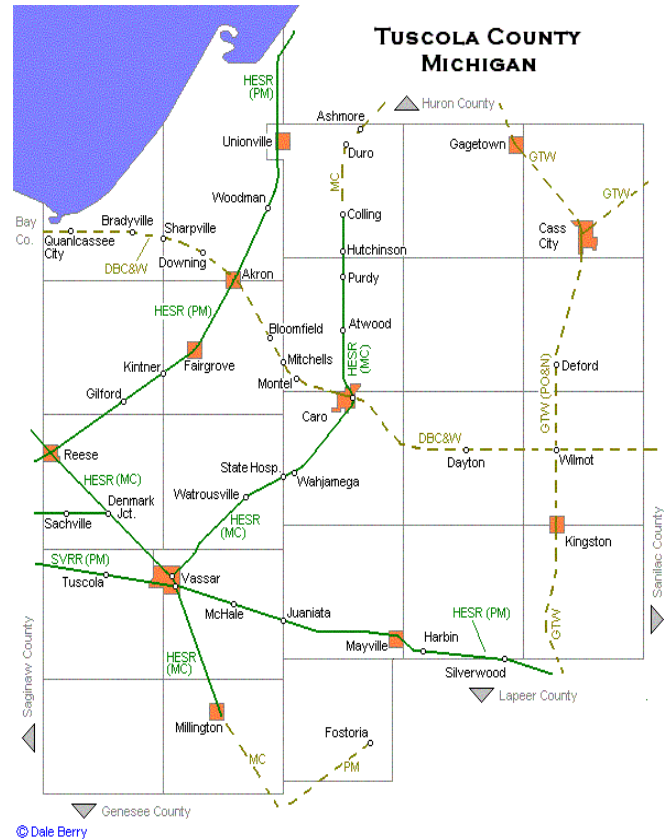 TUSCOLA COUNTY
MICHIGAN
HESR
(PM)
Huron County
Ashmore
Unionville
Duro
Gagetown
GTW
MC
GTW
Woodman
Colling
Bay
Co.
Bradyville
Sharpville
Cass
City
Quanicassee
City
Downing
DBC&W
Hutchinson
Akron
Purdy
HESR (PM)
Bloomfield
Atwood
Fairgrove
Mitchells
HESR
(MC)
Kintner
Deford
Montel
GTW (PO&N)
Gilford
Caro
DBC&W
Reese
Dayton
Wilmot
HESR (MC)
State Hosp.
Wahjamega
Denmark
Jct.
Watrousville
Sachville
HESR
(MC)
Kingston
SVRR (PM)
Tuscola
Vassar
Sanilac County
McHale
Juaniata
HESR (PM)
GTW
Mayville
Harbin
HESR
(MC)
Silverwood
Saginaw County
Lapeer County
Millington
Fostoria
MC
PM
Genesee County
© Dale Berry